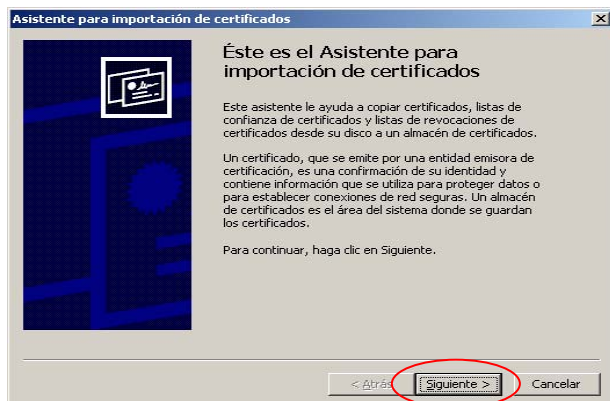 Asistente para importación de certificados
Éste es el Asistente para
importación de certificados
Este asistente le ayuda a copiar certificados, listas de
confianza de certificados y listas de revocaciones de
certificados desde su disco a un almacén de certificados.
Un certificado, que se emite por una entidad emisora de
certificación, es una confirmación de su identidad y
contiene información que se utiliza para proteger datos o
para establecer conexiones de red seguras. Un almacén
de certificados es el área del sistema donde se guardan
los certificados.
Para continuar, haga clic en Siguiente.
< Atrás Siguiente > Cancelar